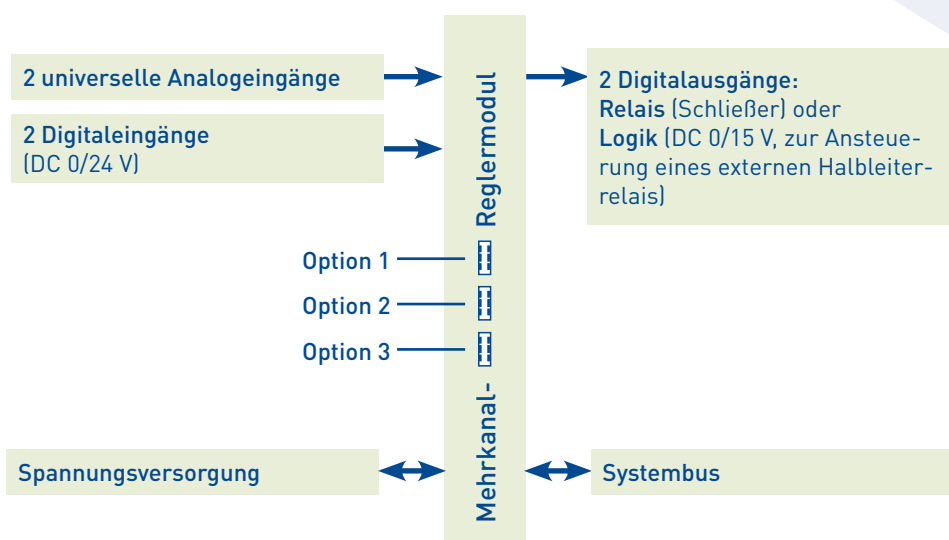 2 universelle Analogeingänge
2 Digitaleingänge
(DC 0/24 V)
Option 1
Option 2
Option 3
Spannungsversorgung
Mehrkanal- Reglermodul
2 Digitalausgänge:
Relais (Schließer) oder
Logik (DC 0/15 V, zur Ansteue-
rung eines externen Halbleiter-
relais)
Systembus